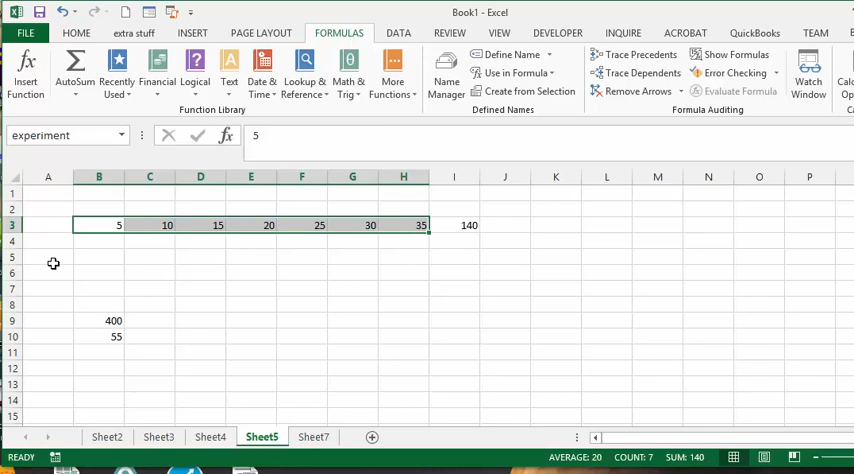 Book1 - Excel
FILE HOME extra stuff INSERT PAGE LAYOUT FORMULAS DATA REVIEW VIEW DEVELOPER INQUIRE ACROBAT QuickBooks TEAM
Insert Function AutoSum Recently Used Financial Logical Text Date & Time Lookup & Reference Math & Trig More Functions
Function Library
Name Manager Define Name Use in Formula Create from Selection
Defined Names
Trace Precedents Show Formulas
Trace Dependents Error Checking
Remove Arrows Evaluate Formula
Formula Auditing
Watch Window
experiment fx 5
A B C D E F G H I J K L M N O P
1
2
3 5 10 15 20 25 30 35 140
4
5
6
7
8
9 400
10 55
11
12
13
14
15
Sheet2 Sheet3 Sheet4 Sheet5 Sheet7
READY AVERAGE: 20 COUNT: 7 SUM: 140